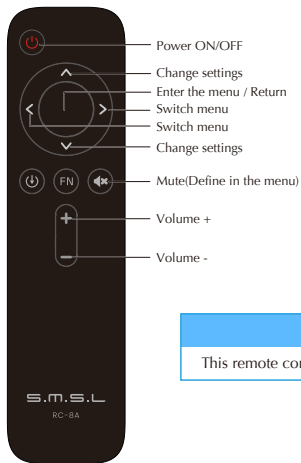 Power ON/OFF
Change settings
Enter the menu / Return
Switch menu
Switch menu
Change settings
FN
Mute(Define in the menu)
Volume +
Volume -
This remote con
S.M.S.L
RC-8A